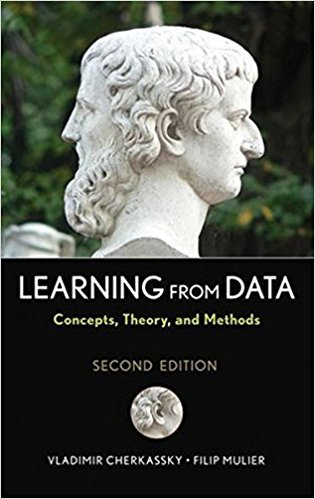 LEARNING FROM DATA
Concepts, Theory, and Methods
SECOND EDITION
VLADIMIR CHERKASSKY • FILIP MULIER